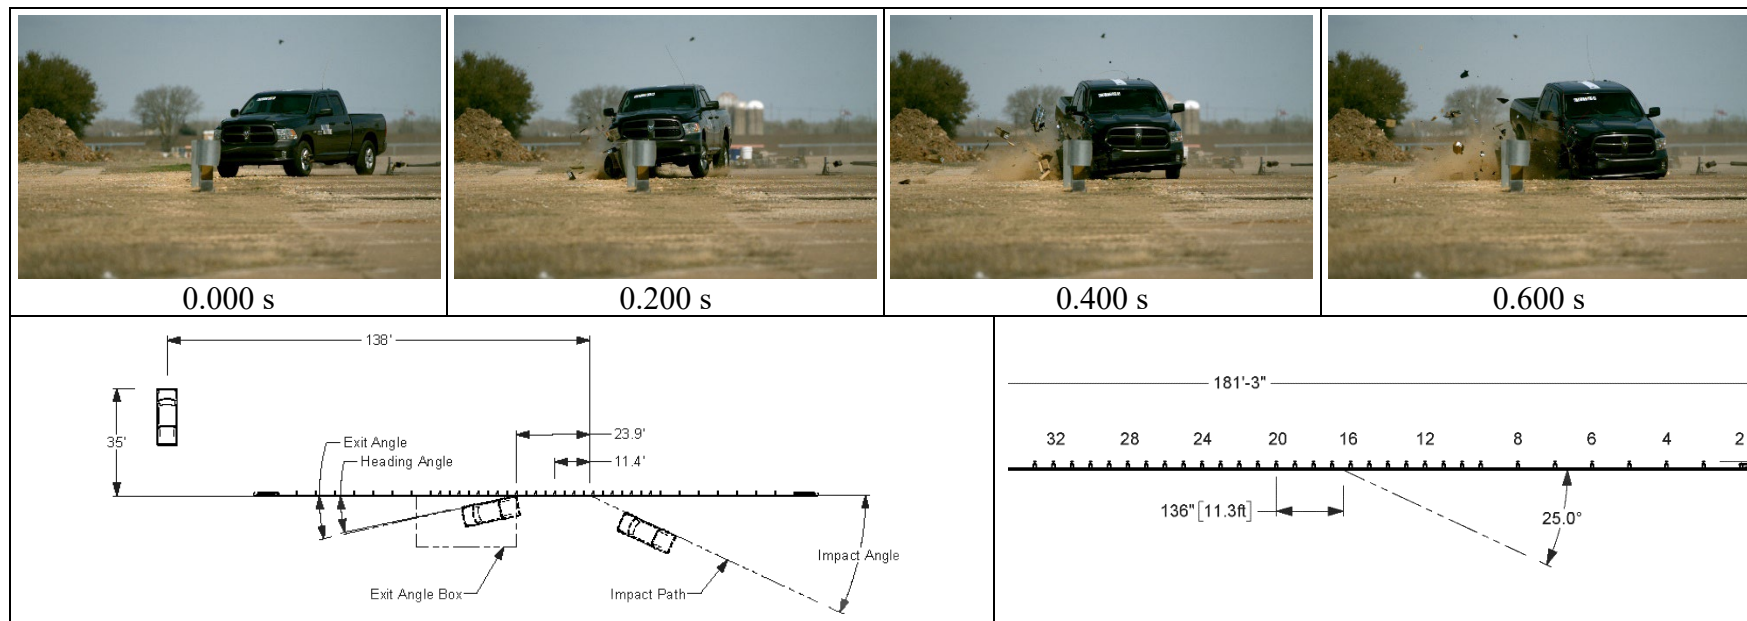 0.000 s
0.200 s
0.400 s
0.600 s
138'
35'
23.9'
11.4'
Exit Angle
Heading Angle
Impact Angle
Exit Angle Box
Impact Path
181'-3"
32 28 24 20 16 12 8 6 4 2
136" [11.3ft]
25.0°